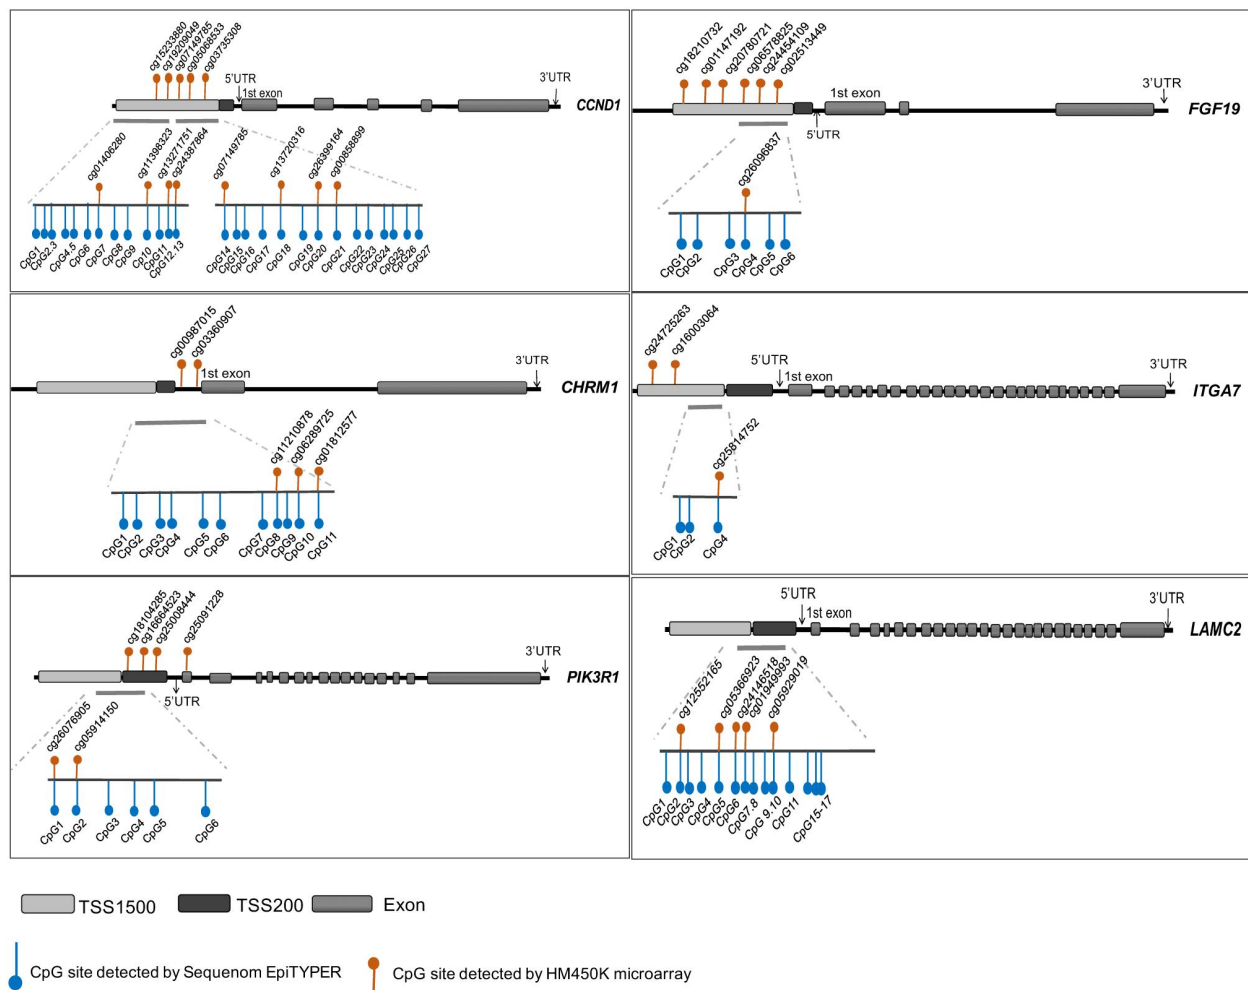 cg15233880
cg19209049
cg07149785
cg05068533
cg03735308
5'UTR
1st exon
3'UTR
CCND1
cg01406280
cg11398323
cg13271751
cg24387864
cg07149785
cg13720316
cg26399164
cg00858899
CpG1
CpG2.3
CpG4.5
CpG6
CpG7
CpG8
CpG9
Cp10
CpG11
CpG12.13
CpG14
CpG15
CpG16
CpG17
CpG18
CpG19
CpG20
CpG21
CpG22
CpG23
CpG24
CpG25
CpG26
CpG27
cg18210732
cg01147192
cg20780721
cg06578825
cg24454109
cg02513449
1st exon
3'UTR
FGF19
5'UTR
cg26096837
CpG1
CpG2
CpG3
CpG4
CpG5
CpG6
cg00987015
cg03360907
1st exon
3'UTR
CHRM1
cg11210878
cg06289725
cg01812577
CpG1
CpG2
CpG3
CpG4
CpG5
CpG6
CpG7
CpG8
CpG9
CpG10
CpG11
cg24725263
cg16003064
5'UTR
1st exon
3'UTR
ITGA7
cg25814752
CpG1
CpG2
CpG4
cg18104285
cg16664523
cg25008444
cg25091228
3'UTR
PIK3R1
5'UTR
cg26076905
cg05914150
CpG1
CpG2
CpG3
CpG4
CpG5
CpG6
5'UTR
1st exon
3'UTR
LAMC2
cg12552165
cg05366923
cg24146518
cg01949993
cg05929019
CpG1
CpG2
CpG3
CpG4
CpG5
CpG6
CpG7.8
CpG 9.10
CpG11
CpG15-17
TSS1500
TSS200
Exon
CpG site detected by Sequenom EpiTYPER
CpG site detected by HM450K microarray